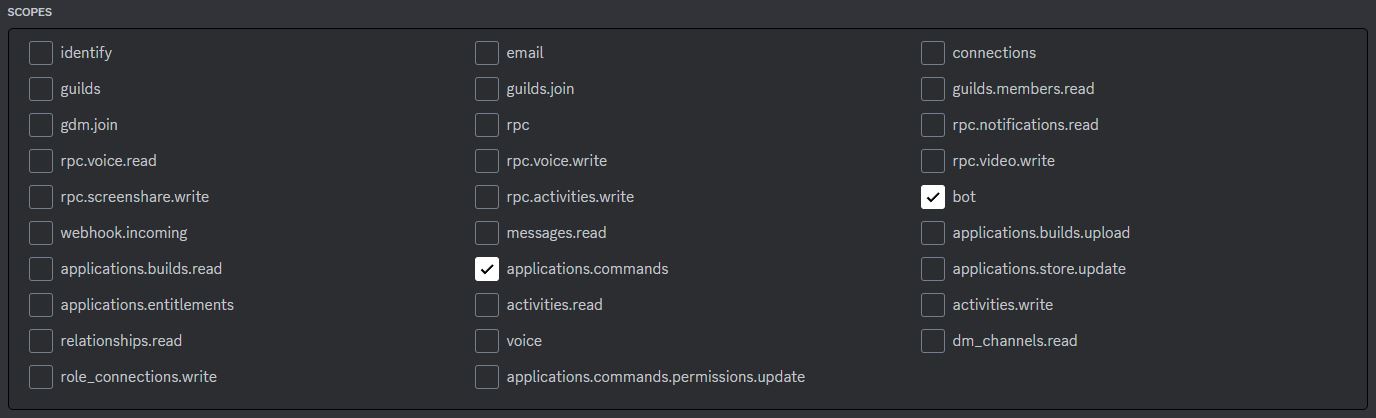 SCOPES
identify email connections
guilds guilds.join guilds.members.read
gdm.join rpc rpc.notifications.read
rpc.voice.read rpc.voice.write rpc.video.write
rpc.screenshare.write rpc.activities.write bot
webhook.incoming messages.read applications.builds.upload
applications.builds.read applications.commands applications.store.update
applications.entitlements activities.read activities.write
relationships.read voice dm_channels.read
role_connections.write applications.commands.permissions.update